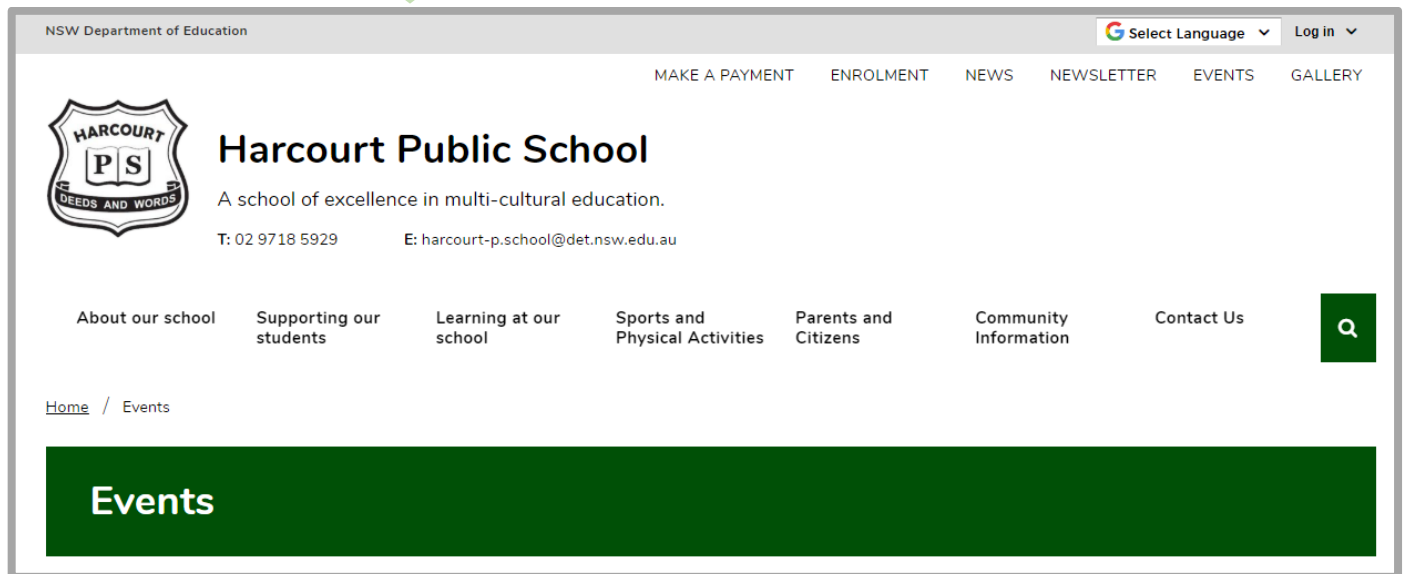 NSW Department of Education
Select Language
Log in
MAKE A PAYMENT ENROLMENT NEWS NEWSLETTER EVENTS GALLERY
HARCOURT
P S
DEEDS AND WORDS
Harcourt Public School
A school of excellence in multi-cultural education.
T: 02 9718 5929 E: harcourt-p.school@det.nsw.edu.au
About our school
Supporting our
students
Learning at our
school
Sports and
Physical Activities
Parents and
Citizens
Community
Information
Contact Us
Home / Events
Events